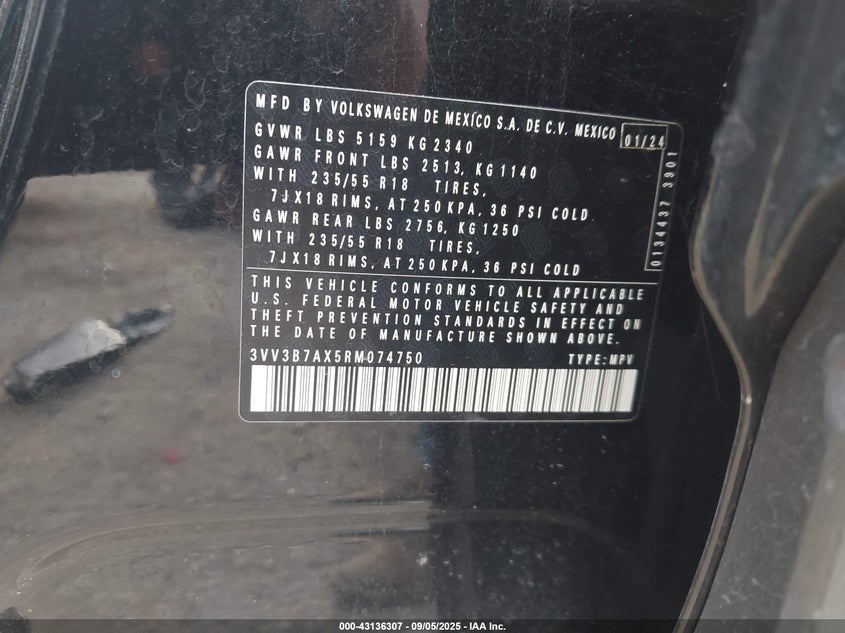 MFD BY VOLKSWAGEN DE MEXICO S.A. DE C.V. MEXICO 01/24
GVWR LBS 5159 KG 2340
GAWR FRONT LBS 2513, KG 1140
WITH 235/55 R18 TIRES,
7JX18 RIMS, AT 250 KPA, 36 PSI COLD
GAWR REAR LBS 2756, KG 1250
WITH 235/55 R18 TIRES,
7JX18 RIMS, AT 250 KPA, 36 PSI COLD
0134437 3901
THIS VEHICLE CONFORMS TO ALL APPLICABLE
U.S. FEDERAL MOTOR VEHICLE SAFETY AND
THEFT PREVENTION STANDARDS IN EFFECT ON
THE DATE OF MANUFACTURE SHOWN ABOVE.
3VV3B7AX5RM074750 TYPE:MPV
000-43136307 - 09/05/2025 - IAA Inc.